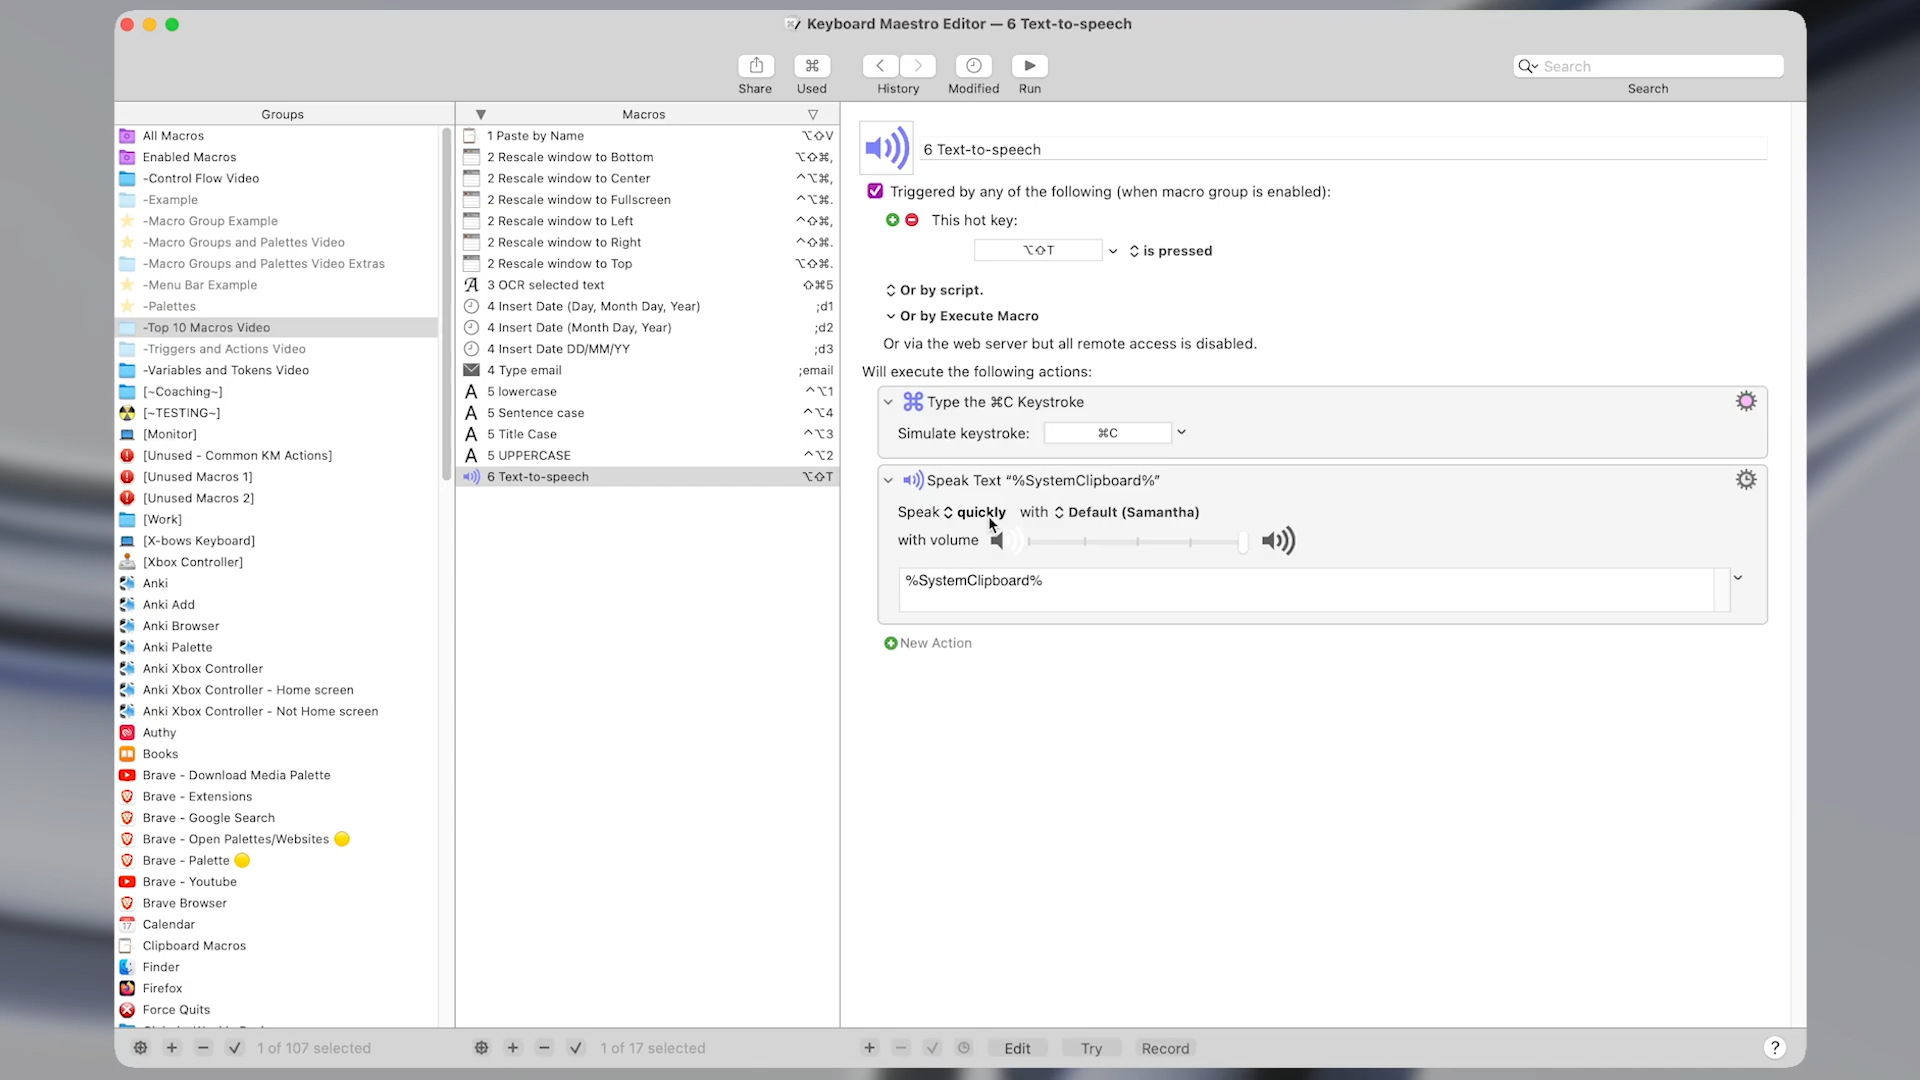 Keyboard Maestro Editor — 6 Text-to-speech
Share
Used
History
Modified
Run
Search
Search
Groups
All Macros
Enabled Macros
-Control Flow Video
-Example
-Macro Group Example
-Macro Groups and Palettes Video
-Macro Groups and Palettes Video Extras
-Menu Bar Example
-Palettes
-Top 10 Macros Video
-Triggers and Actions Video
-Variables and Tokens Video
[~Coaching~]
[~TESTING~]
[Monitor]
[Unused - Common KM Actions]
[Unused Macros 1]
[Unused Macros 2]
[Work]
[X-bows Keyboard]
[Xbox Controller]
Anki
Anki Add
Anki Browser
Anki Palette
Anki Xbox Controller
Anki Xbox Controller - Home screen
Anki Xbox Controller - Not Home screen
Authy
Books
Brave - Download Media Palette
Brave - Extensions
Brave - Google Search
Brave - Open Palettes/Websites
Brave - Palette
Brave - Youtube
Brave Browser
Calendar
Clipboard Macros
Finder
Firefox
Force Quits
1 of 107 selected
Macros
1 Paste by Name ⌥⇧V
2 Rescale window to Bottom ⌥⇧⌘,
2 Rescale window to Center ^⌥⌘,
2 Rescale window to Fullscreen ^⌥⌘.
2 Rescale window to Left ^⇧⌘,
2 Rescale window to Right ^⇧⌘.
2 Rescale window to Top ⌥⇧⌘.
3 OCR selected text ⇧⌘5
4 Insert Date (Day, Month Day, Year) ;d1
4 Insert Date (Month Day, Year) ;d2
4 Insert Date DD/MM/YY ;d3
4 Type email ;email
5 lowercase ^⌥1
5 Sentence case ^⌥4
5 Title Case ^⌥3
5 UPPERCASE ^⌥2
6 Text-to-speech ⌥⇧T
1 of 17 selected
6 Text-to-speech
Triggered by any of the following (when macro group is enabled):
This hot key:
⌥⇧T is pressed
Or by script.
Or by Execute Macro
Or via the web server but all remote access is disabled.
Will execute the following actions:
Type the ⌘C Keystroke
Simulate keystroke: ⌘C
Speak Text “%SystemClipboard%”
Speak quickly with Default (Samantha)
with volume
%SystemClipboard%
New Action
Edit
Try
Record
?